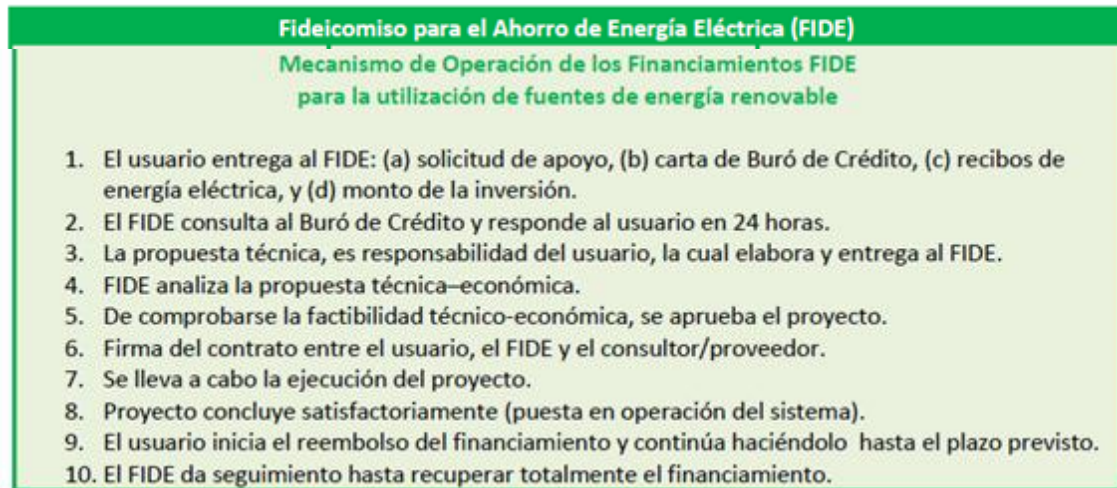 Fideicomiso para el Ahorro de Energía Eléctrica (FIDE)
Mecanismo de Operación de los Financiamientos FIDE
para la utilización de fuentes de energía renovable
1. El usuario entrega al FIDE: (a) solicitud de apoyo, (b) carta de Buró de Crédito, (c) recibos de
energía eléctrica, y (d) monto de la inversión.
2. El FIDE consulta al Buró de Crédito y responde al usuario en 24 horas.
3. La propuesta técnica, es responsabilidad del usuario, la cual elabora y entrega al FIDE.
4. FIDE analiza la propuesta técnica–económica.
5. De comprobarse la factibilidad técnico-económica, se aprueba el proyecto.
6. Firma del contrato entre el usuario, el FIDE y el consultor/proveedor.
7. Se lleva a cabo la ejecución del proyecto.
8. Proyecto concluye satisfactoriamente (puesta en operación del sistema).
9. El usuario inicia el reembolso del financiamiento y continúa haciéndolo hasta el plazo previsto.
10. El FIDE da seguimiento hasta recuperar totalmente el financiamiento.